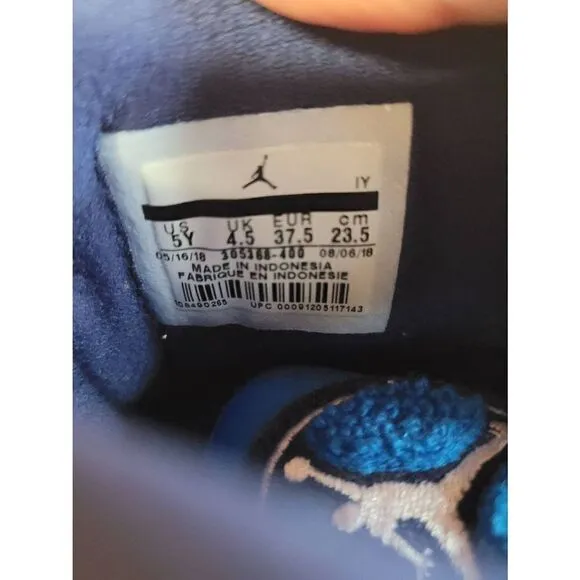 IY
US UK EUR cm
5Y 4.5 37.5 23.5
05/16/18 305368-400 08/06/18
MADE IN INDONESIA
FABRIQUE EN INDONESIE
UPC 00091205117143